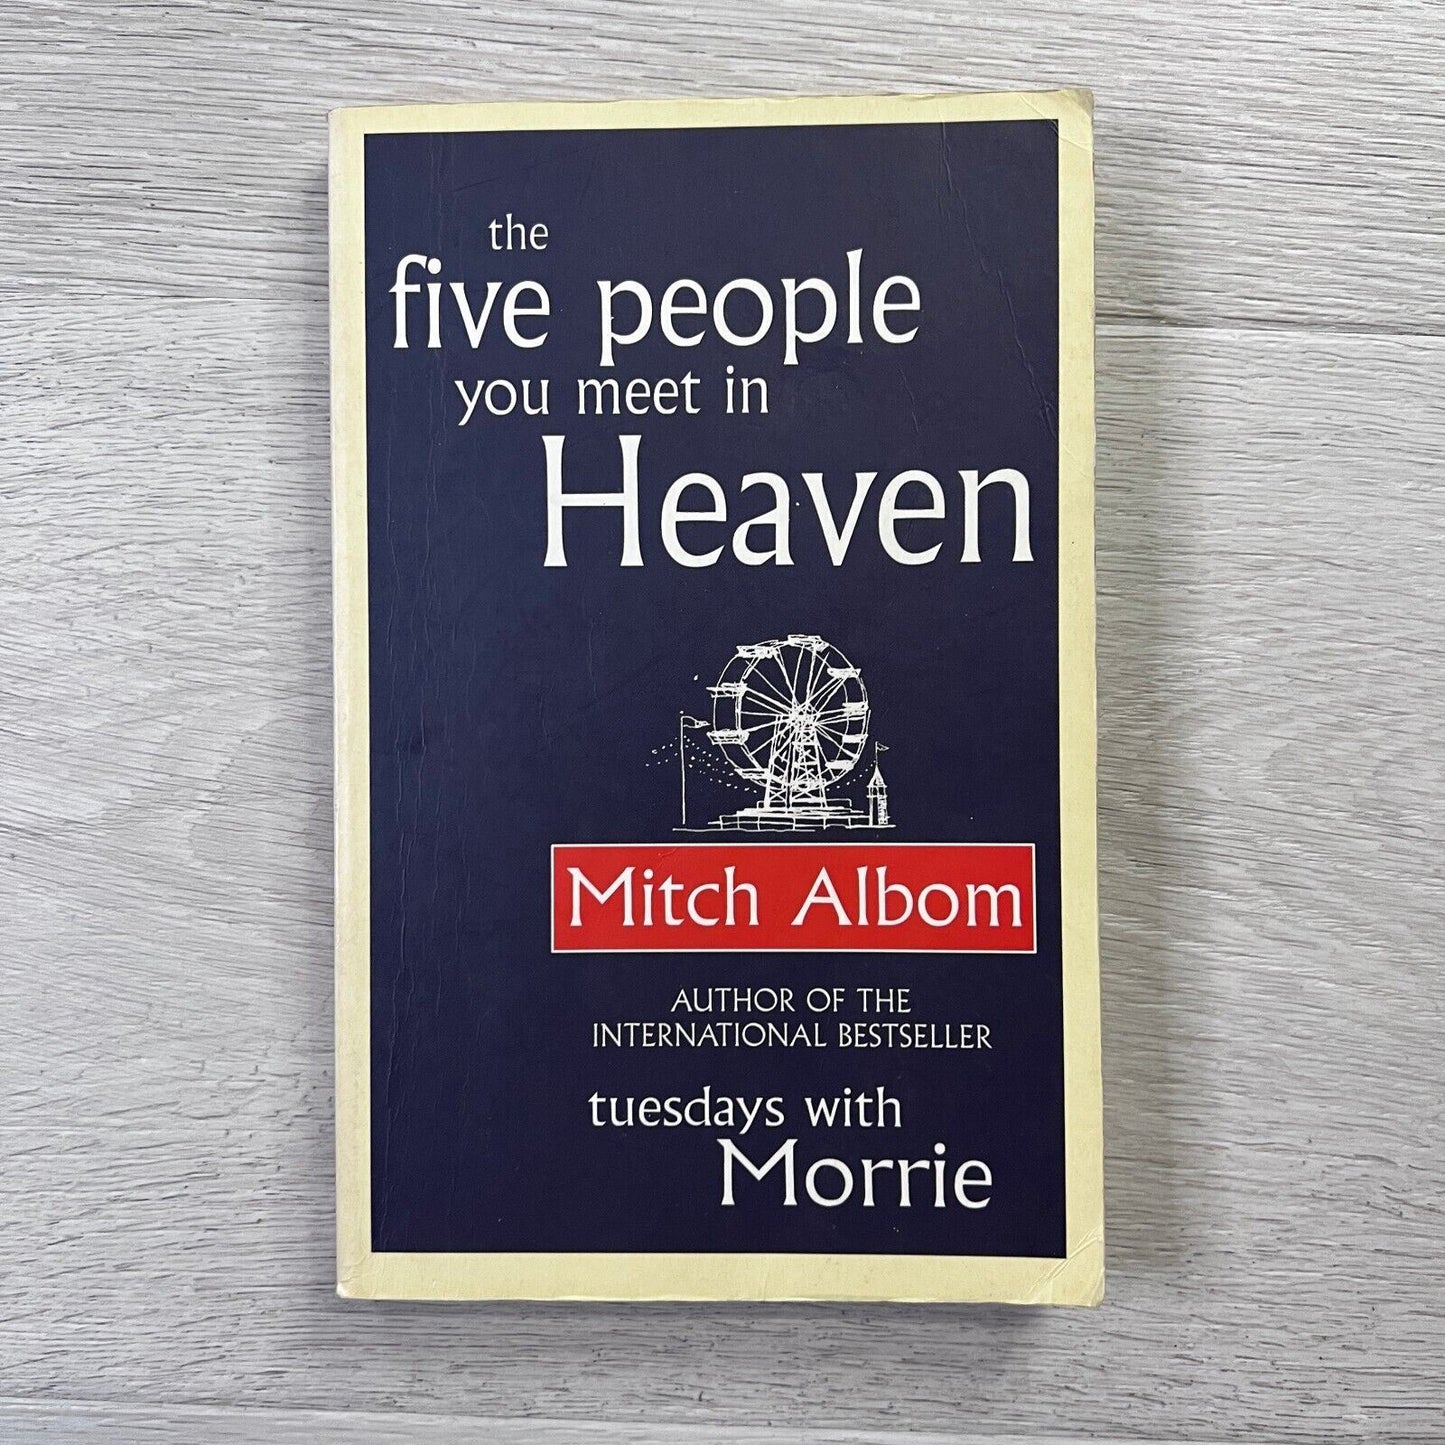 the
five people
you meet in
Heaven
Mitch Albom
AUTHOR OF THE
INTERNATIONAL BESTSELLER
tuesdays with
Morrie